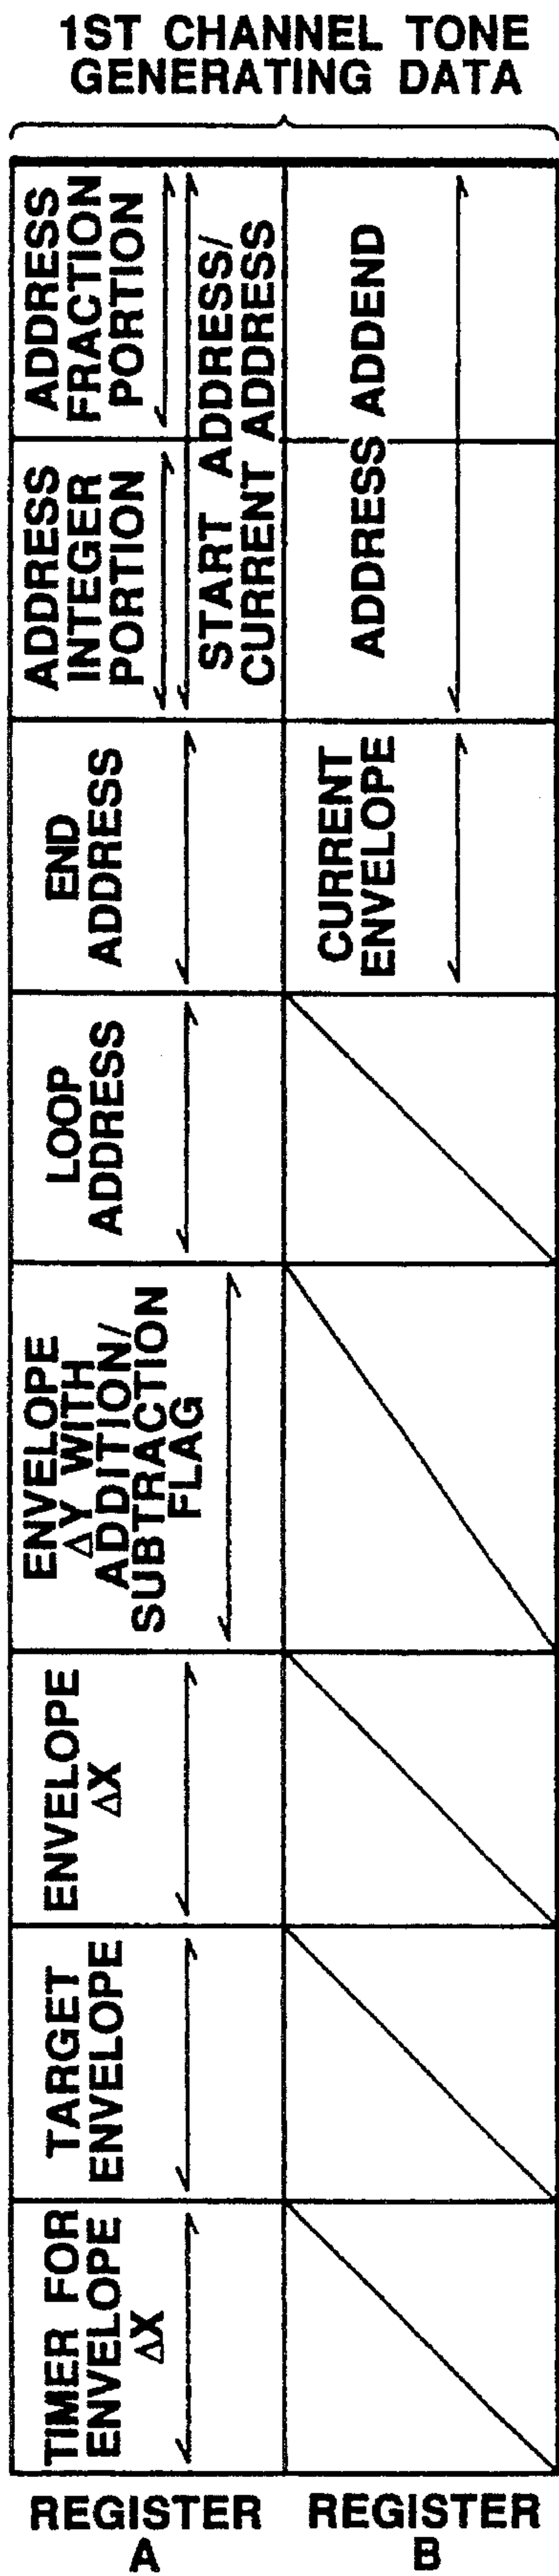 1ST CHANNEL TONE
GENERATING DATA
ADDRESS
FRACTION
PORTION
START ADDRESS/
CURRENT ADDRESS
ADDRESS ADDEND
ADDRESS
INTEGER
PORTION
END
ADDRESS
CURRENT
ENVELOPE
LOOP
ADDRESS
ENVELOPE
ΔY WITH
ADDITION/
SUBTRACTION
FLAG
ENVELOPE
ΔX
TARGET
ENVELOPE
TIMER FOR
ENVELOPE
ΔX
REGISTER
A
REGISTER
B